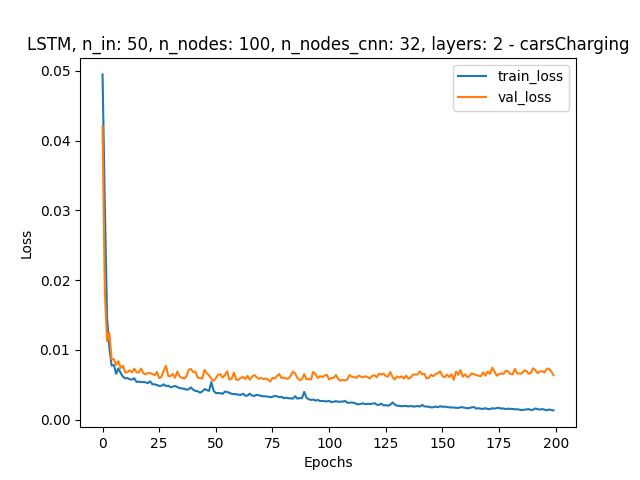 LSTM, n_in: 50, n_nodes: 100, n_nodes_cnn: 32, layers: 2 - carsCharging
train_loss
val_loss
0.05
0.04
0.03
0.02
0.01
0.00
Loss
0 25 50 75 100 125 150 175 200
Epochs